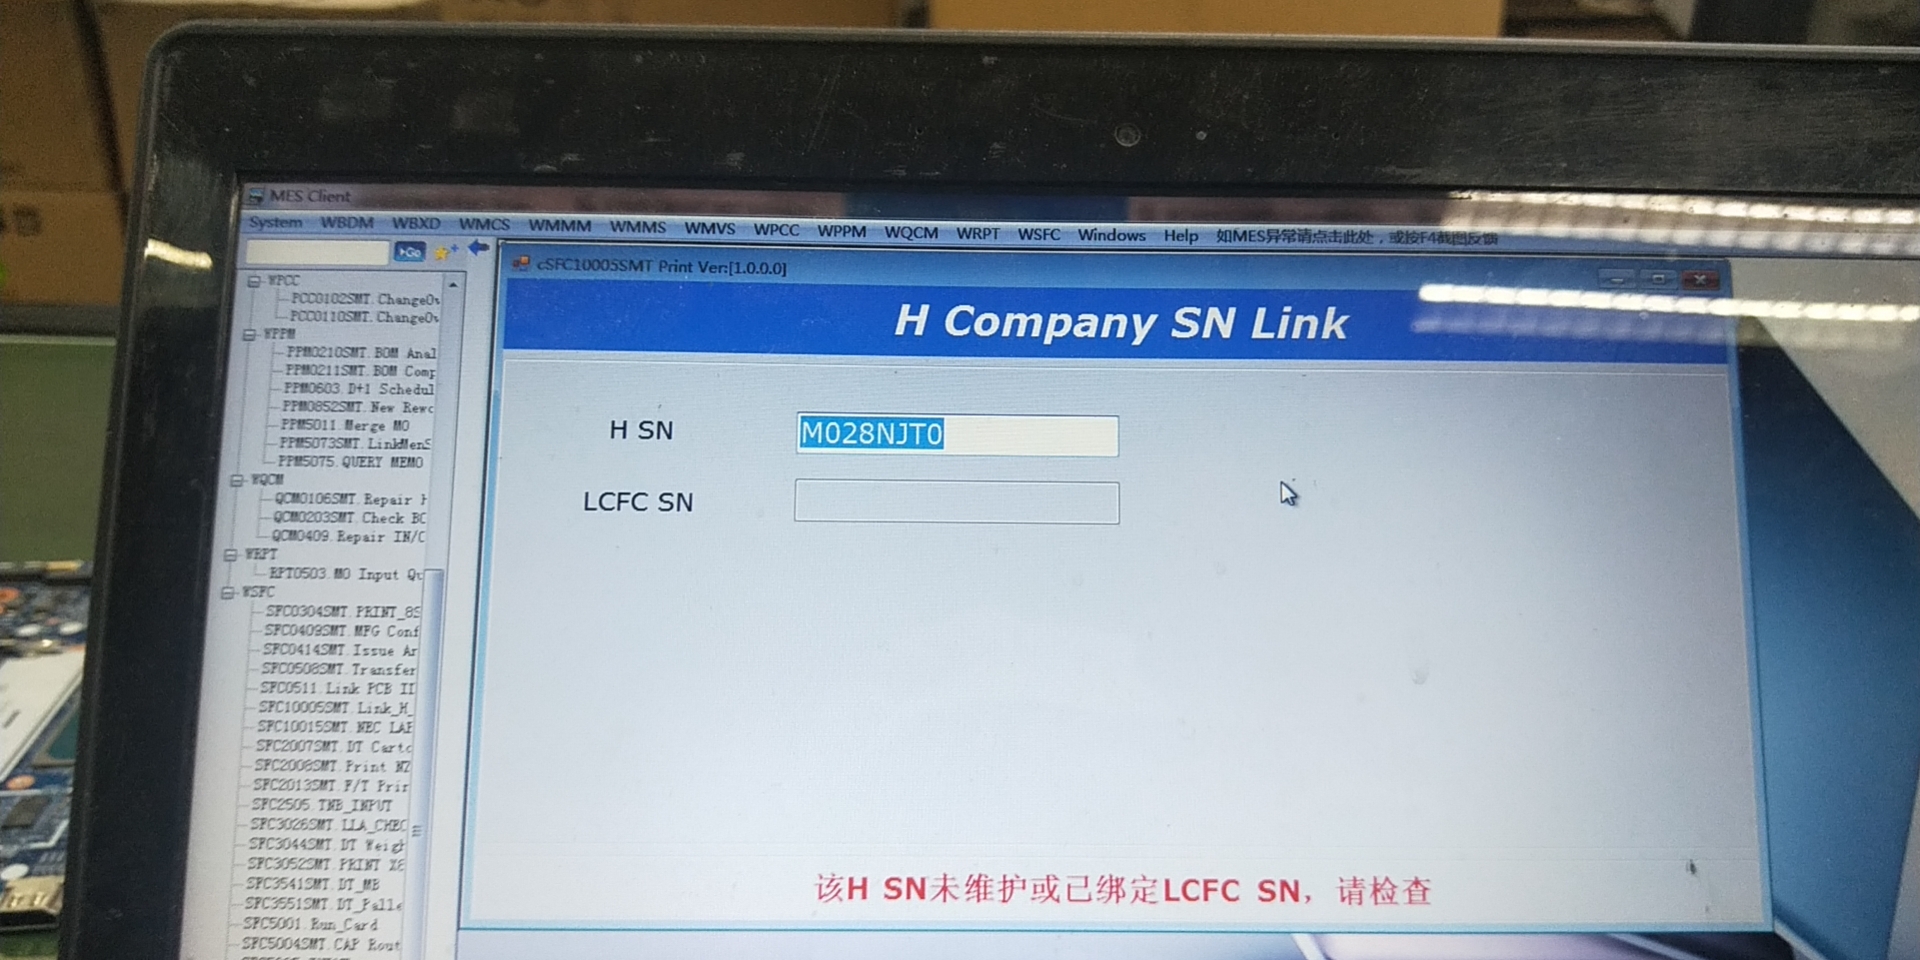 MES Client
System WBDM WBXD WMCS WMMM WMMS WMVS WPCC WPPM WQCM WRPT WSFC Windows Help 如MES异常请点击此处，或按F4截图反馈
Go
cSFC10005SMT Print Ver:[1.0.0.0]
H Company SN Link
H SN M028NJT0
LCFC SN
该H SN未维护或已绑定LCFC SN，请检查
WPCC
PCC0102SMT.ChangeOv
PCC0110SMT.ChangeOv
WPPM
PPM0210SMT.BOM Anal
PPM0211SMT.BOM Comp
PPM0603.D+1 Schedul
PPM0852SMT.New Rewo
PPM5011.Merge MO
PPM5073SMT.LinkMenS
PPM5075.QUERY MEMO
WQCM
QCM0106SMT.Repair
QCM0203SMT.Check BO
QCM0409.Repair IN/O
WRPT
RPT0503.MO Input Qu
WSFC
SFC0304SMT.PRINT_8S
SFC0409SMT.MFG Conf
SFC0414SMT.Issue Ar
SFC0508SMT.Transfer
SFC0511.Link PCB II
SFC10005SMT.Link_H_
SFC10015SMT.NEC LAB
SFC2007SMT.DT Carto
SFC2008SMT.Print
SFC2013SMT.F/T Prir
SFC2505.TNB_INPUT
SFC3026SMT.LLA_CHEC
SFC3044SMT.DT Weigh
SFC3052SMT.PRINT
SFC3541SMT.DT_MB
SFC3551SMT.DT_Palle
SFC5001.Run_Card
SFC5004SMT.CAP Rout